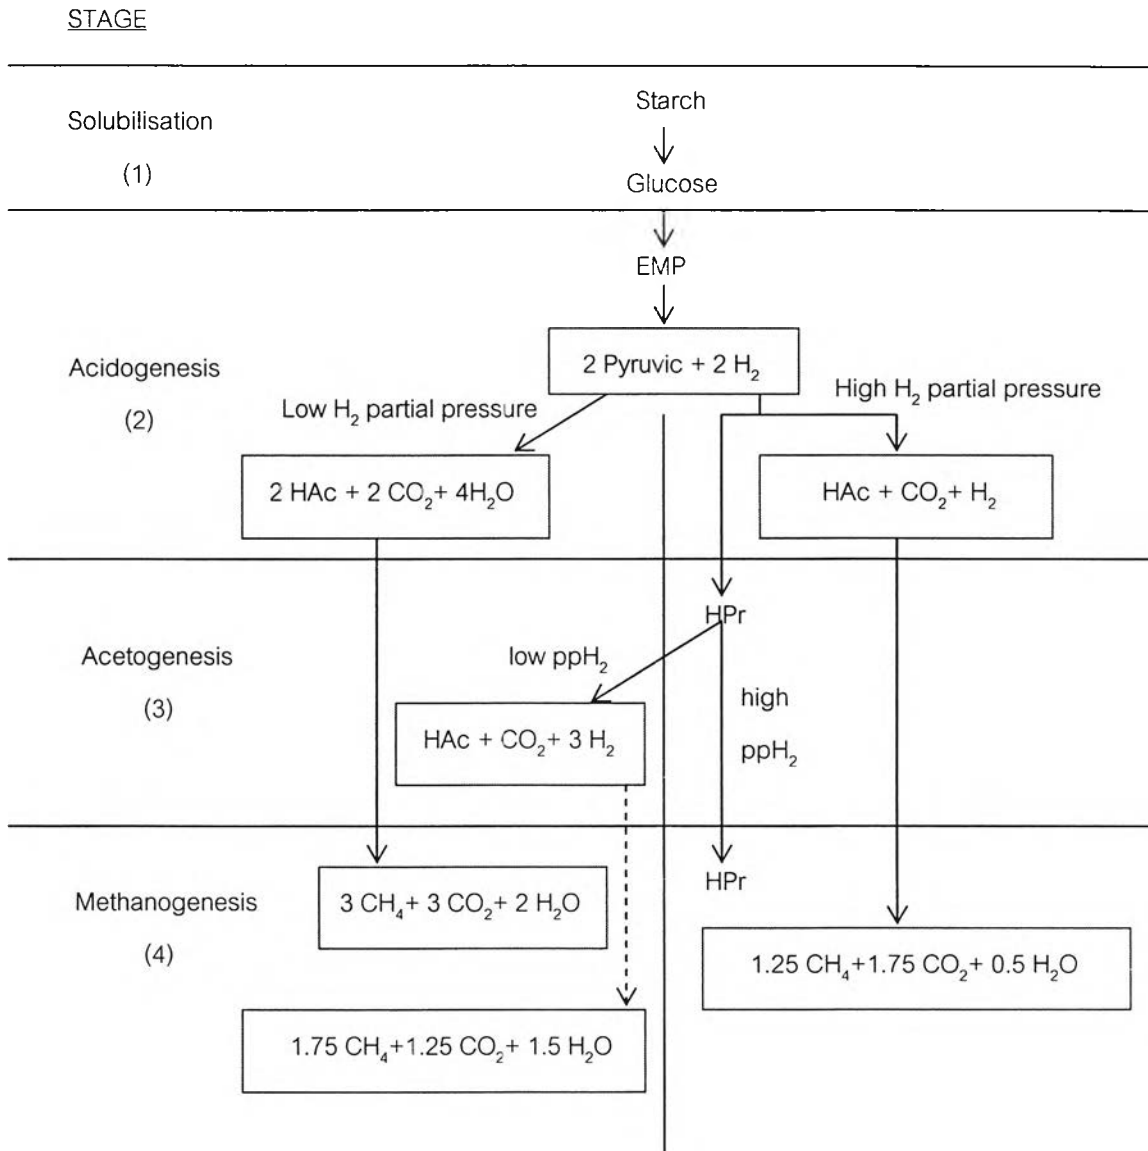 STAGE
Solubilisation
(1)
Starch
Glucose
Acidogenesis
(2)
EMP
2 Pyruvic + 2 H₂
Low H₂ partial pressure
High H₂ partial pressure
2 HAc + 2 CO₂+ 4H₂O
HAc + CO₂+ H₂
Acetogenesis
(3)
HPr
low ppH₂
high
ppH₂
HAc + CO₂+ 3 H₂
Methanogenesis
(4)
3 CH₄+ 3 CO₂+ 2 H₂O
HPr
1.25 CH₄+1.75 CO₂+ 0.5 H₂O
1.75 CH₄+1.25 CO₂+ 1.5 H₂O